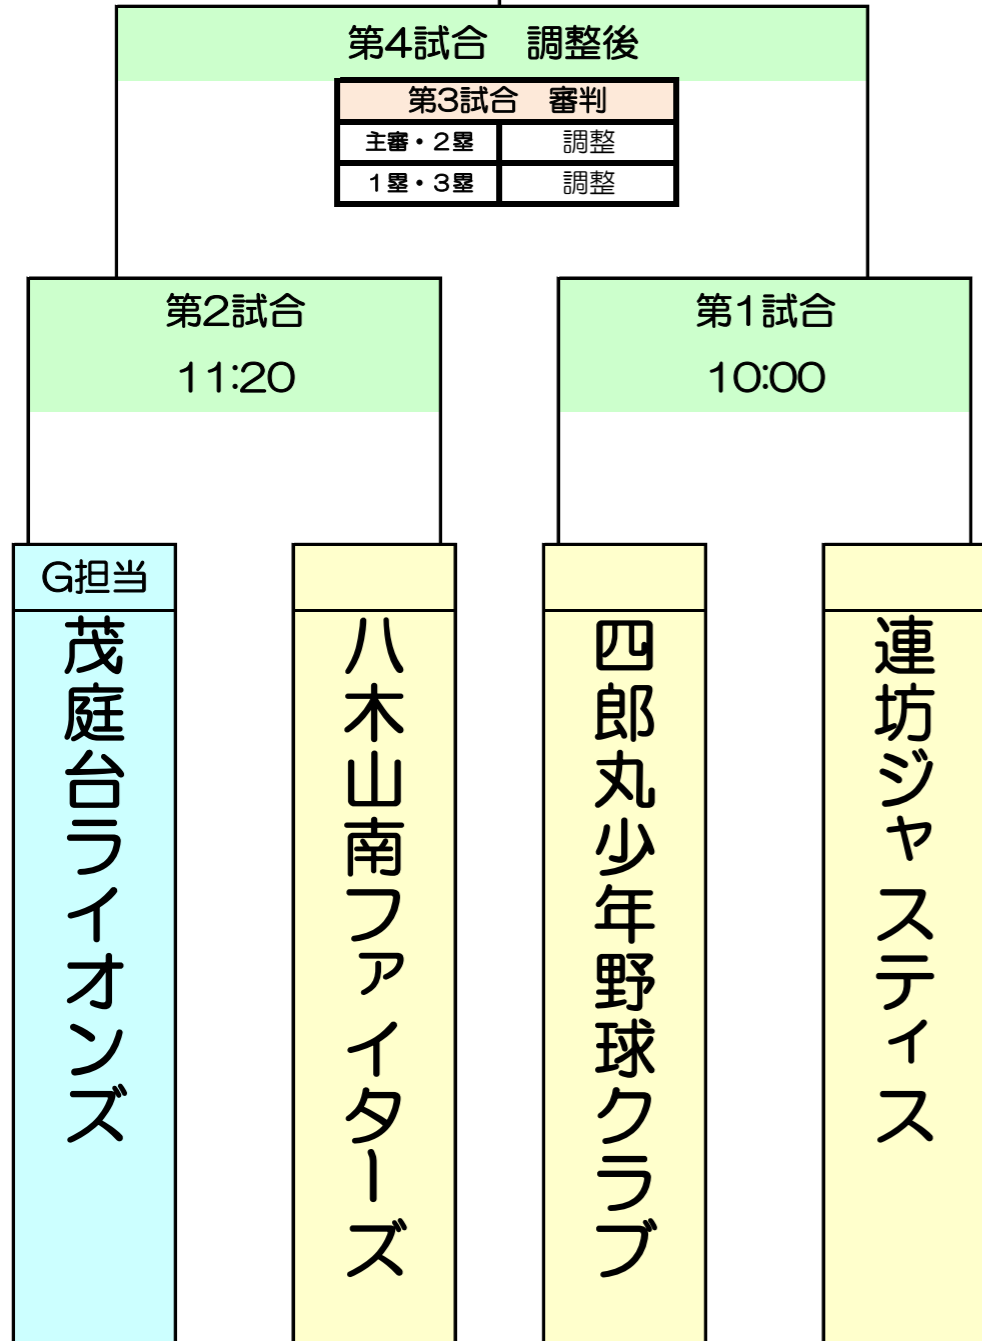 第4試合　調整後
第3試合　審判
主審・2塁　調整
1塁・3塁　調整
第2試合
11:20
第1試合
10:00
G担当
茂庭台ライオンズ
八木山南ファイターズ
四郎丸少年野球クラブ
連坊ジャスティス